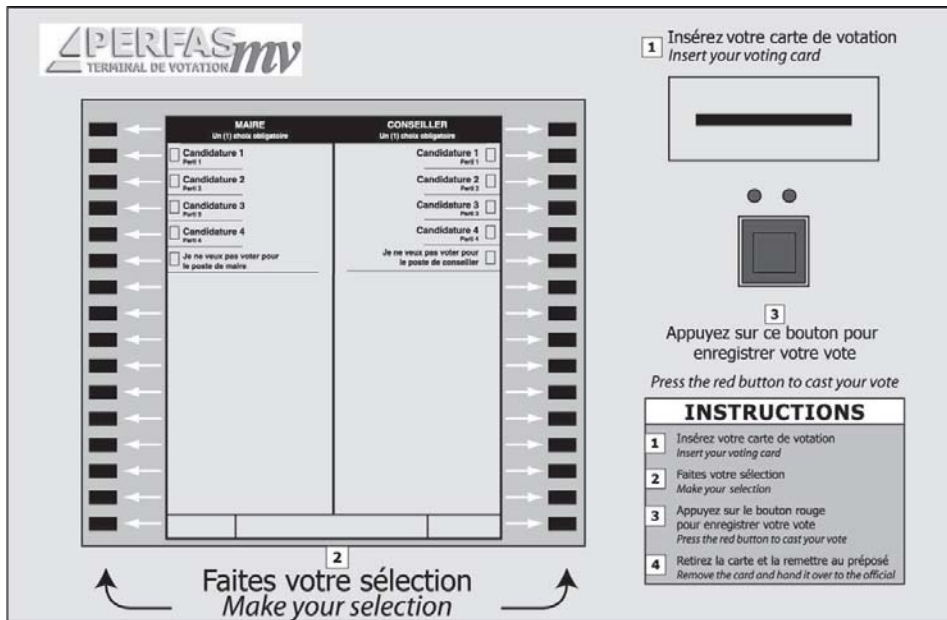 PERFAS mv
TERMINAL DE VOTATION
1 Insérez votre carte de votation
Insert your voting card
MAIRE
Un (1) choix obligatoire
Candidature 1
Parti 1
Candidature 2
Parti 2
Candidature 3
Parti 3
Candidature 4
Parti 4
Je ne veux pas voter pour
le poste de maire
CONSEILLER
Un (1) choix obligatoire
Candidature 1
Parti 1
Candidature 2
Parti 2
Candidature 3
Parti 3
Candidature 4
Parti 4
Je ne veux pas voter pour
le poste de conseiller
2
Faites votre sélection
Make your selection
3
Appuyez sur ce bouton pour
enregistrer votre vote
Press the red button to cast your vote
INSTRUCTIONS
1 Insérez votre carte de votation
Insert your voting card
2 Faites votre sélection
Make your selection
3 Appuyez sur le bouton rouge
pour enregistrer votre vote
Press the red button to cast your vote
4 Retirez la carte et la remettre au préposé
Remove the card and hand it over to the official